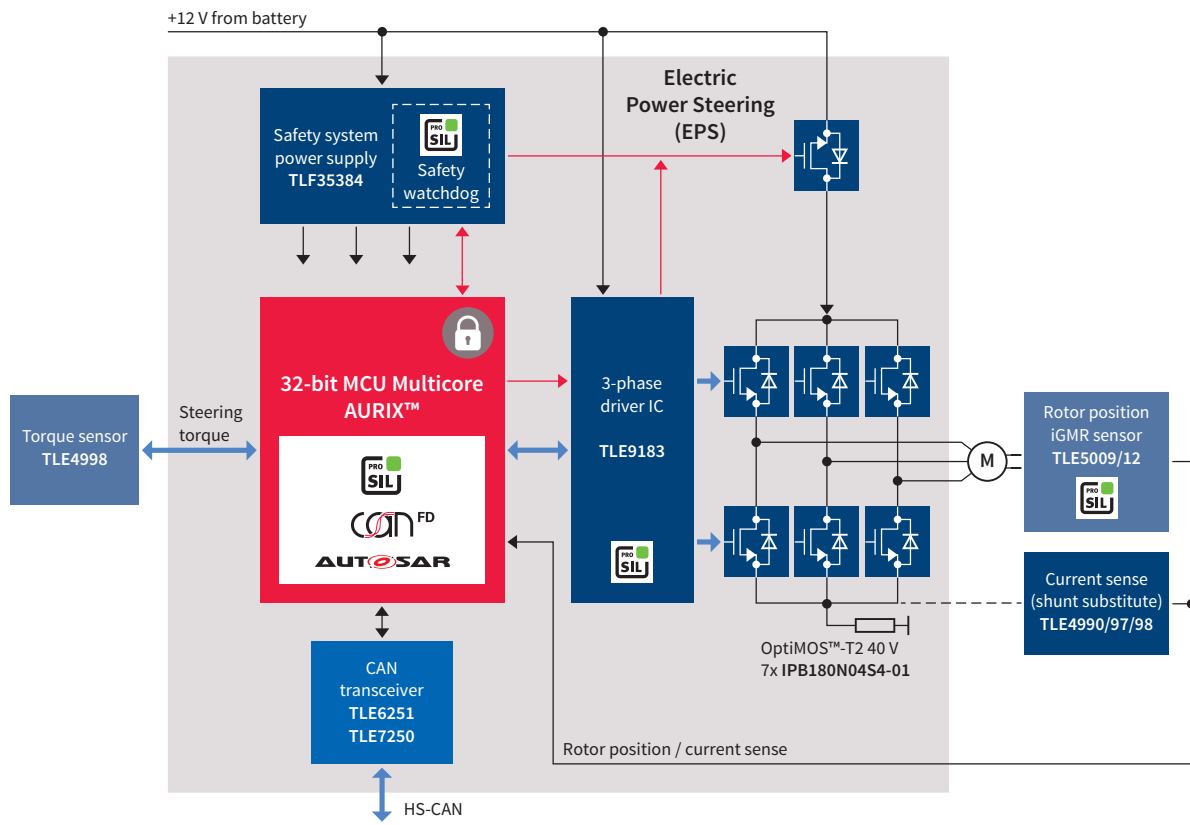 +12 V from battery
Electric
Power Steering
(EPS)
Safety system
power supply
TLF35384
PRO
SIL
Safety
watchdog
32-bit MCU Multicore
AURIX™
PRO
SIL
CAN FD
AUTOSAR
Steering
torque
Torque sensor
TLE4998
3-phase
driver IC
TLE9183
PRO
SIL
M
Rotor position
iGMR sensor
TLE5009/12
PRO
SIL
Current sense
(shunt substitute)
TLE4990/97/98
OptiMOS™-T2 40 V
7x IPB180N04S4-01
CAN
transceiver
TLE6251
TLE7250
Rotor position / current sense
HS-CAN